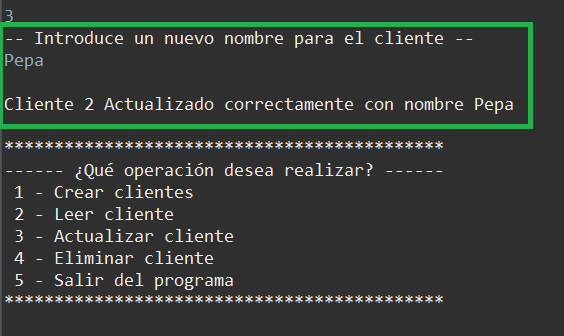 3
-- Introduce un nuevo nombre para el cliente --
Pepa
Cliente 2 Actualizado correctamente con nombre Pepa
********************************************
------ ¿Qué operación desea realizar? ------
1 - Crear clientes
2 - Leer cliente
3 - Actualizar cliente
4 - Eliminar cliente
5 - Salir del programa
********************************************